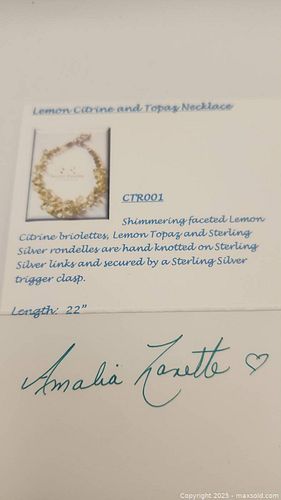 Lemon Citrine and Topaz Necklace
CTR001
Shimmering faceted Lemon
Citrine briolettes, Lemon Topaz and Sterling
Silver rondelles are hand knotted on Sterling
Silver links and secured by a Sterling Silver
trigger clasp.
Length: 22"
Amalia Zanette
Copyright 2025 - maxsold.com